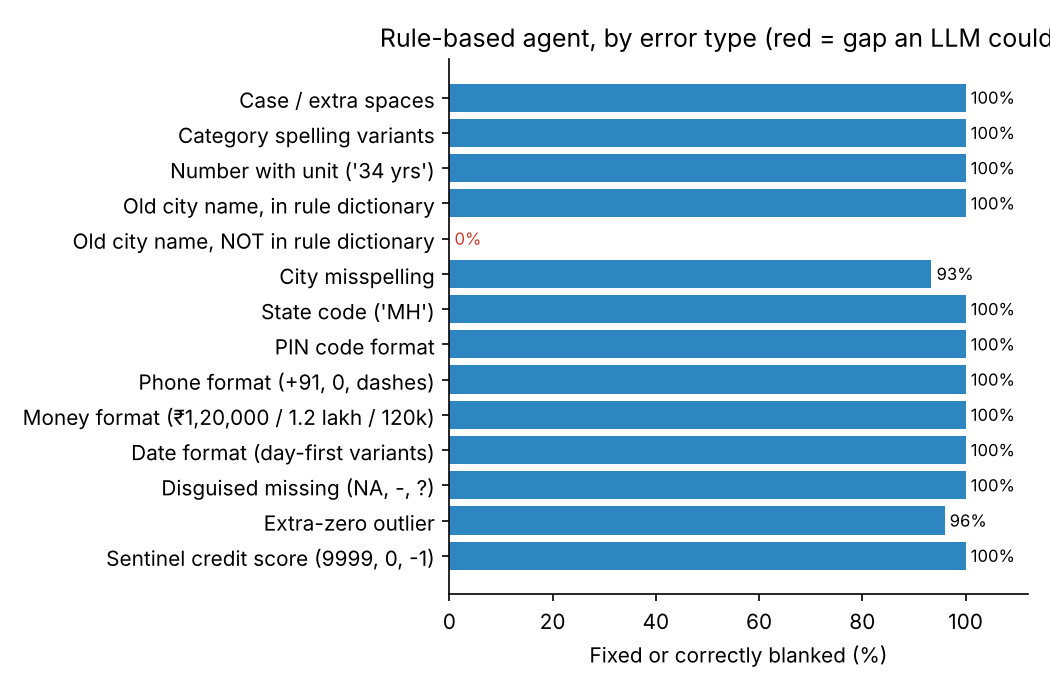 Rule-based agent, by error type (red = gap an LLM could
Case / extra spaces 100%
Category spelling variants 100%
Number with unit ('34 yrs') 100%
Old city name, in rule dictionary 100%
Old city name, NOT in rule dictionary 0%
City misspelling 93%
State code ('MH') 100%
PIN code format 100%
Phone format (+91, 0, dashes) 100%
Money format (₹1,20,000 / 1.2 lakh / 120k) 100%
Date format (day-first variants) 100%
Disguised missing (NA, -, ?) 100%
Extra-zero outlier 96%
Sentinel credit score (9999, 0, -1) 100%
0 20 40 60 80 100
Fixed or correctly blanked (%)